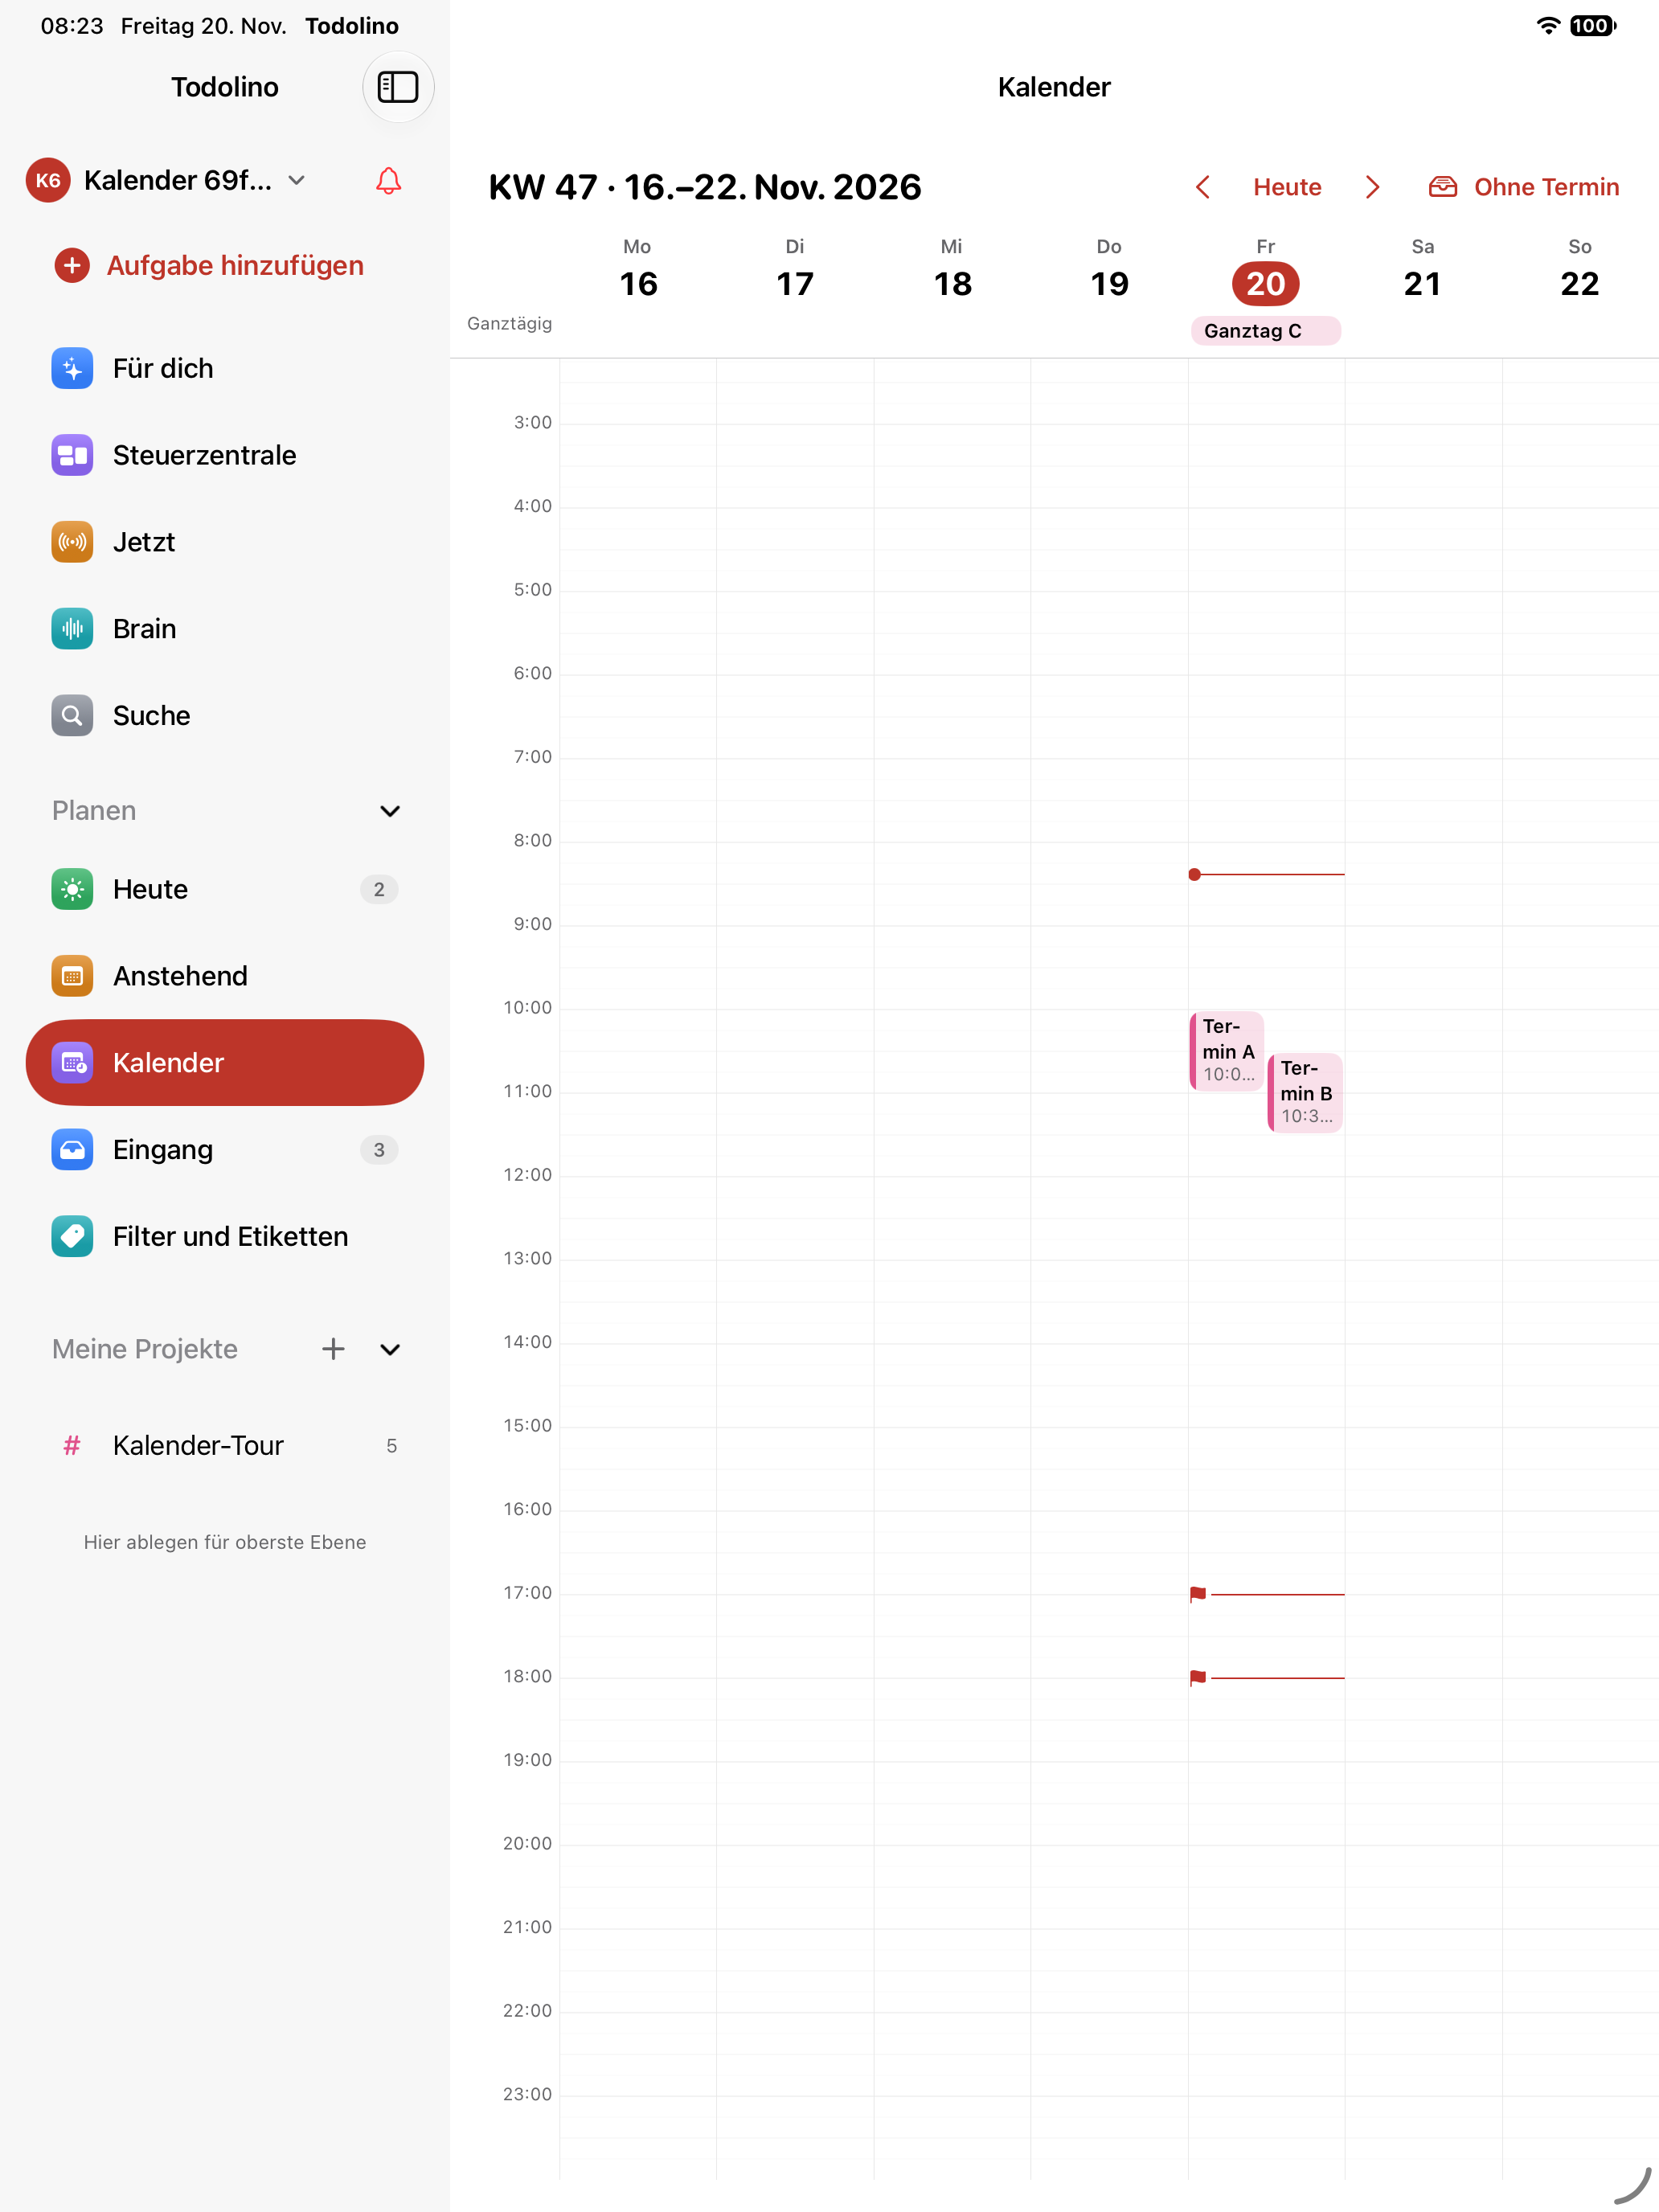 08:23 Freitag 20. Nov. Todolino
100
Todolino
Kalender
K6 Kalender 69f...
Aufgabe hinzufügen
Für dich
Steuerzentrale
Jetzt
Brain
Suche
Planen
Heute 2
Anstehend
Kalender
Eingang 3
Filter und Etiketten
Meine Projekte
# Kalender-Tour 5
Hier ablegen für oberste Ebene
KW 47 · 16.–22. Nov. 2026
Heute
Ohne Termin
Mo Di Mi Do Fr Sa So
16 17 18 19 20 21 22
Ganztägig
Ganztag C
3:00
4:00
5:00
6:00
7:00
8:00
9:00
10:00
Ter-
min A
10:0...
Ter-
min B
10:3...
11:00
12:00
13:00
14:00
15:00
16:00
17:00
18:00
19:00
20:00
21:00
22:00
23:00